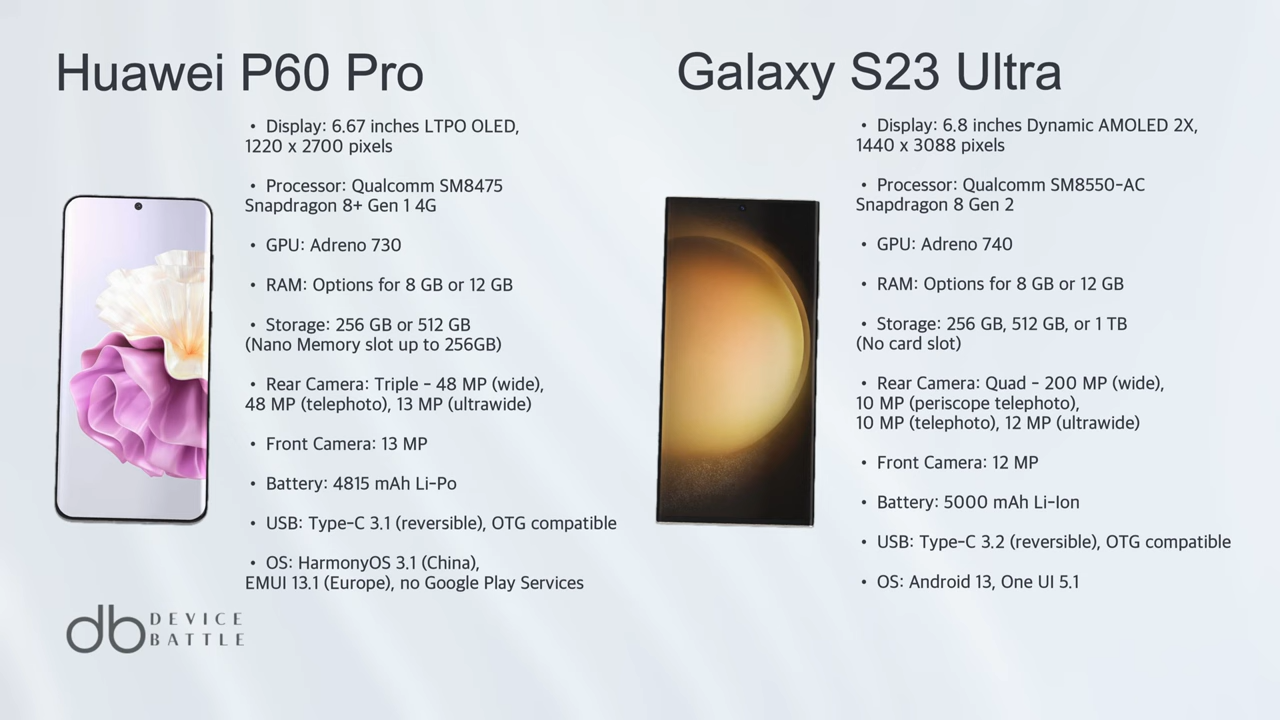 Huawei P60 Pro
• Display: 6.67 inches LTPO OLED,
1220 x 2700 pixels
• Processor: Qualcomm SM8475
Snapdragon 8+ Gen 1 4G
• GPU: Adreno 730
• RAM: Options for 8 GB or 12 GB
• Storage: 256 GB or 512 GB
(Nano Memory slot up to 256GB)
• Rear Camera: Triple - 48 MP (wide),
48 MP (telephoto), 13 MP (ultrawide)
• Front Camera: 13 MP
• Battery: 4815 mAh Li-Po
• USB: Type-C 3.1 (reversible), OTG compatible
• OS: HarmonyOS 3.1 (China),
EMUI 13.1 (Europe), no Google Play Services
Galaxy S23 Ultra
• Display: 6.8 inches Dynamic AMOLED 2X,
1440 x 3088 pixels
• Processor: Qualcomm SM8550-AC
Snapdragon 8 Gen 2
• GPU: Adreno 740
• RAM: Options for 8 GB or 12 GB
• Storage: 256 GB, 512 GB, or 1 TB
(No card slot)
• Rear Camera: Quad - 200 MP (wide),
10 MP (periscope telephoto),
10 MP (telephoto), 12 MP (ultrawide)
• Front Camera: 12 MP
• Battery: 5000 mAh Li-Ion
• USB: Type-C 3.2 (reversible), OTG compatible
• OS: Android 13, One UI 5.1
db DEVICE
BATTLE